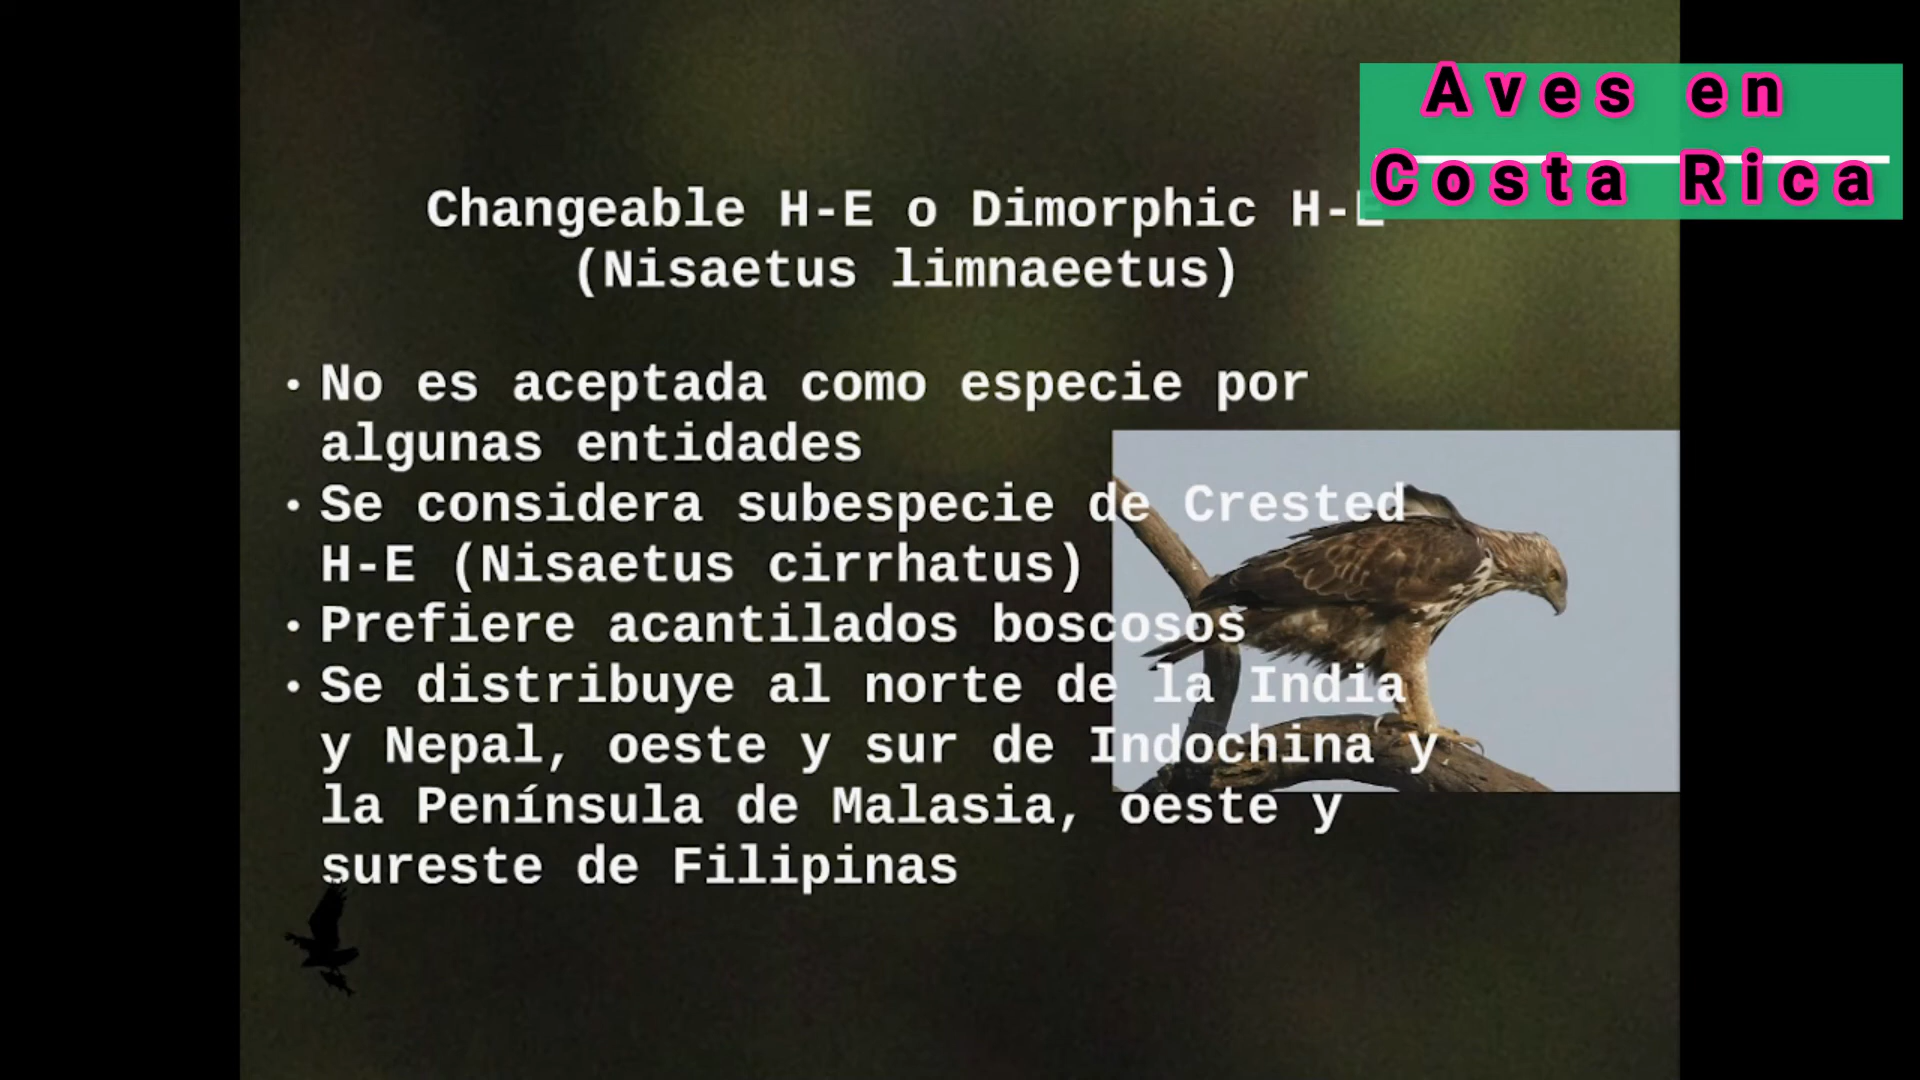 Aves en
Costa Rica
Changeable H-E o Dimorphic H-E
(Nisaetus limnaeetus)
• No es aceptada como especie por
algunas entidades
• Se considera subespecie de Crested
H-E (Nisaetus cirrhatus)
• Prefiere acantilados boscosos
• Se distribuye al norte de la India
y Nepal, oeste y sur de Indochina y
la Península de Malasia, oeste y
sureste de Filipinas